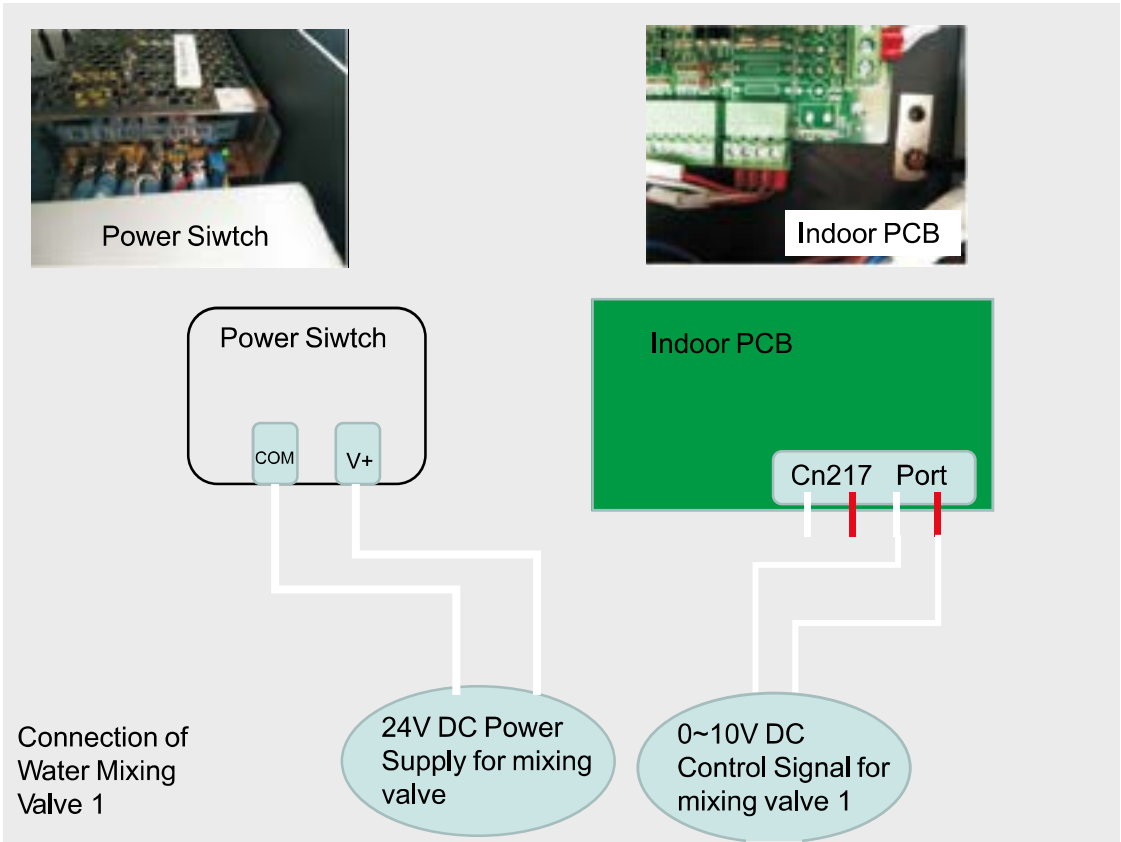 Power Siwtch
Indoor PCB
Power Siwtch
Indoor PCB
COM
V+
Cn217 Port
Connection of
Water Mixing
Valve 1
24V DC Power
Supply for mixing
valve
0~10V DC
Control Signal for
mixing valve 1